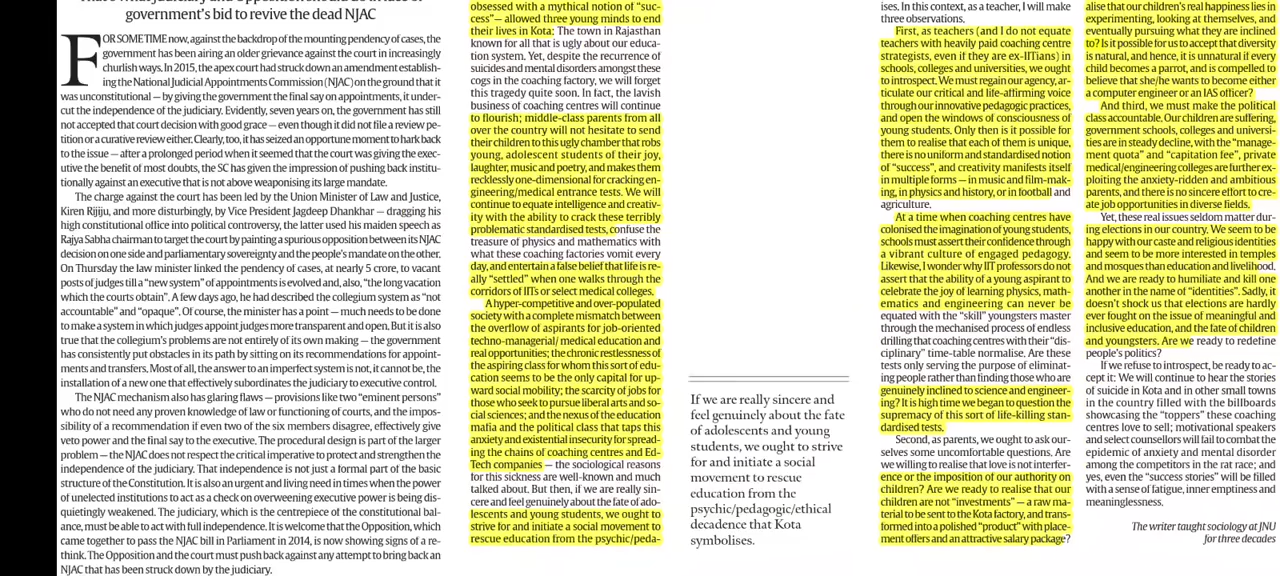 government's bid to revive the dead NJAC
FOR SOME TIME now, against the backdrop of the mounting pendency of cases, the
government has been airing an older grievance against the court in increasingly
churlish ways. In 2015, the apex court had struck down an amendment establish-
ing the National Judicial Appointments Commission (NJAC) on the ground that it
was unconstitutional — by giving the government the final say on appointments, it under-
cut the independence of the judiciary. Evidently, seven years on, the government has still
not accepted that court decision with good grace — even though it did not file a review pe-
tition or a curative review either. Clearly, too, it has seized an opportune moment to hark back
to the issue — after a prolonged period when it seemed that the court was giving the exec-
utive the benefit of most doubts, the SC has given the impression of pushing back institu-
tionally against an executive that is not above weaponising its large mandate.
The charge against the court has been led by the Union Minister of Law and Justice,
Kiren Rijiju, and more disturbingly, by Vice President Jagdeep Dhankhar — dragging his
high constitutional office into political controversy, the latter used his maiden speech as
Rajya Sabha chairman to target the court by painting a spurious opposition between its NJAC
decision on one side and parliamentary sovereignty and the people's mandate on the other.
On Thursday the law minister linked the pendency of cases, at nearly 5 crore, to vacant
posts of judges till a "new system" of appointments is evolved and, also, "the long vacation
which the courts obtain". A few days ago, he had described the collegium system as "not
accountable" and "opaque". Of course, the minister has a point — much needs to be done
to make a system in which judges appoint judges more transparent and open. But it is also
true that the collegium's problems are not entirely of its own making — the government
has consistently put obstacles in its path by sitting on its recommendations for appoint-
ments and transfers. Most of all, the answer to an imperfect system is not, it cannot be, the
installation of a new one that effectively subordinates the judiciary to executive control.
The NJAC mechanism also has glaring flaws — provisions like two "eminent persons"
who do not need any proven knowledge of law or functioning of courts, and the impos-
sibility of a recommendation if even two of the six members disagree, effectively give
veto power and the final say to the executive. The procedural design is part of the larger
problem — the NJAC does not respect the critical imperative to protect and strengthen the
independence of the judiciary. That independence is not just a formal part of the basic
structure of the Constitution. It is also an urgent and living need in times when the power
of unelected institutions to act as a check on overweening executive power is being dis-
quietingly weakened. The judiciary, which is the centrepiece of the constitutional bal-
ance, must be able to act with full independence. It is welcome that the Opposition, which
came together to pass the NJAC bill in Parliament in 2014, is now showing signs of a re-
think. The Opposition and the court must push back against any attempt to bring back an
NJAC that has been struck down by the judiciary.
obsessed with a mythical notion of "suc-
cess"— allowed three young minds to end
their lives in Kota: The town in Rajasthan
known for all that is ugly about our educa-
tion system. Yet, despite the recurrence of
suicides and mental disorders amongst these
cogs in the coaching factory, we will forget
this tragedy quite soon. In fact, the lavish
business of coaching centres will continue
to flourish; middle-class parents from all
over the country will not hesitate to send
their children to this ugly chamber that robs
young, adolescent students of their joy,
laughter, music and poetry, and makes them
recklessly one-dimensional for cracking en-
gineering/medical entrance tests. We will
continue to equate intelligence and creativ-
ity with the ability to crack these terribly
problematic standardised tests, confuse the
treasure of physics and mathematics with
what these coaching factories vomit every
day, and entertain a false belief that life is re-
ally "settled" when one walks through the
corridors of IITs or select medical colleges.
A hyper-competitive and over-populated
society with a complete mismatch between
the overflow of aspirants for job-oriented
techno-managerial/ medical education and
real opportunities; the chronic restlessness of
the aspiring class for whom this sort of edu-
cation seems to be the only capital for up-
ward social mobility; the scarcity of jobs for
those who seek to pursue liberal arts and so-
cial sciences; and the nexus of the education
mafia and the political class that taps this
anxiety and existential insecurity for spread-
ing the chains of coaching centres and Ed-
Tech companies — the sociological reasons
for this sickness are well-known and much
talked about. But then, if we are really sin-
cere and feel genuinely about the fate of ado-
lescents and young students, we ought to
strive for and initiate a social movement to
rescue education from the psychic/peda-
If we are really sincere and
feel genuinely about the fate
of adolescents and young
students, we ought to strive
for and initiate a social
movement to rescue
education from the
psychic/pedagogic/ethical
decadence that Kota
symbolises.
ises. In this context, as a teacher, I will make
three observations.
First, as teachers (and I do not equate
teachers with heavily paid coaching centre
strategists, even if they are ex-IITians) in
schools, colleges and universities, we ought
to introspect. We must regain our agency, ar-
ticulate our critical and life-affirming voice
through our innovative pedagogic practices,
and open the windows of consciousness of
young students. Only then is it possible for
them to realise that each of them is unique,
there is no uniform and standardised notion
of "success", and creativity manifests itself
in multiple forms — in music and film-mak-
ing, in physics and history, or in football and
agriculture.
At a time when coaching centres have
colonised the imagination of young students,
schools must assert their confidence through
a vibrant culture of engaged pedagogy.
Likewise, I wonder why IIT professors do not
assert that the ability of a young aspirant to
celebrate the joy of learning physics, math-
ematics and engineering can never be
equated with the "skill" youngsters master
through the mechanised process of endless
drilling that coaching centres with their "dis-
ciplinary" time-table normalise. Are these
tests only serving the purpose of eliminat-
ing people rather than finding those who are
genuinely inclined to science and engineer-
ing? It is high time we began to question the
supremacy of this sort of life-killing stan-
dardised tests.
Second, as parents, we ought to ask our-
selves some uncomfortable questions. Are
we willing to realise that love is not interfer-
ence or the imposition of our authority on
children? Are we ready to realise that our
children are not "investments" — a raw ma-
terial to be sent to the Kota factory, and trans-
formed into a polished "product" with place-
ment offers and an attractive salary package?
alise that our children's real happiness lies in
experimenting, looking at themselves, and
eventually pursuing what they are inclined
to? Is it possible for us to accept that diversity
is natural, and hence, it is unnatural if every
child becomes a parrot, and is compelled to
believe that she/he wants to become either
a computer engineer or an IAS officer?
And third, we must make the political
class accountable. Our children are suffering,
government schools, colleges and universi-
ties are in steady decline, with the "manage-
ment quota" and "capitation fee", private
medical/engineering colleges are further ex-
ploiting the anxiety-ridden and ambitious
parents, and there is no sincere effort to cre-
ate job opportunities in diverse fields.
Yet, these real issues seldom matter dur-
ing elections in our country. We seem to be
happy with our caste and religious identities
and seem to be more interested in temples
and mosques than education and livelihood.
And we are ready to humiliate and kill one
another in the name of "identities". Sadly, it
doesn't shock us that elections are hardly
ever fought on the issue of meaningful and
inclusive education, and the fate of children
and youngsters. Are we ready to redefine
people's politics?
If we refuse to introspect, be ready to ac-
cept it: We will continue to hear the stories
of suicide in Kota and in other small towns
in the country filled with the billboards
showcasing the "toppers" these coaching
centres love to sell; motivational speakers
and select counsellors will fail to combat the
epidemic of anxiety and mental disorder
among the competitors in the rat race; and
yes, even the "success stories" will be filled
with a sense of fatigue, inner emptiness and
meaninglessness.
The writer taught sociology at JNU
for three decades